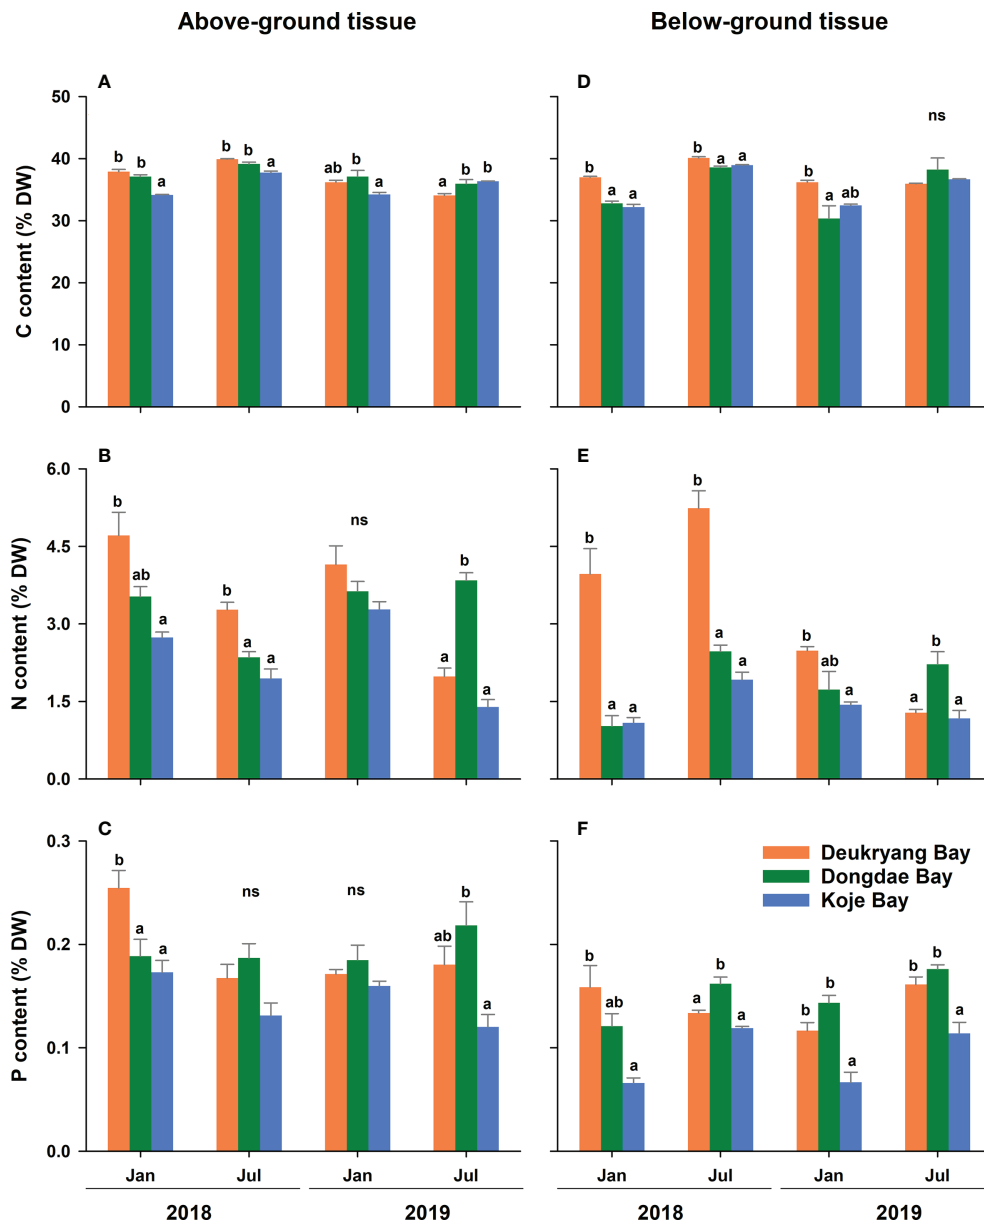 Above-ground tissue
Below-ground tissue
A
C content (% DW)
50
40
30
20
10
0
b b a
b b a
ab b a
a b b
D
b a a
b a a
b a ab
ns
B
N content (% DW)
6.0
4.5
3.0
1.5
0.0
b ab a
b a a
ns
a b a
E
b a a
b a a
b ab a
a b a
C
P content (% DW)
0.3
0.2
0.1
0.0
b a a
ns
ns
ab b a
F
Deukryang Bay
Dongdae Bay
Koje Bay
b ab a
a b a
b b a
b b a
Jan Jul Jan Jul
2018 2019
Jan Jul Jan Jul
2018 2019